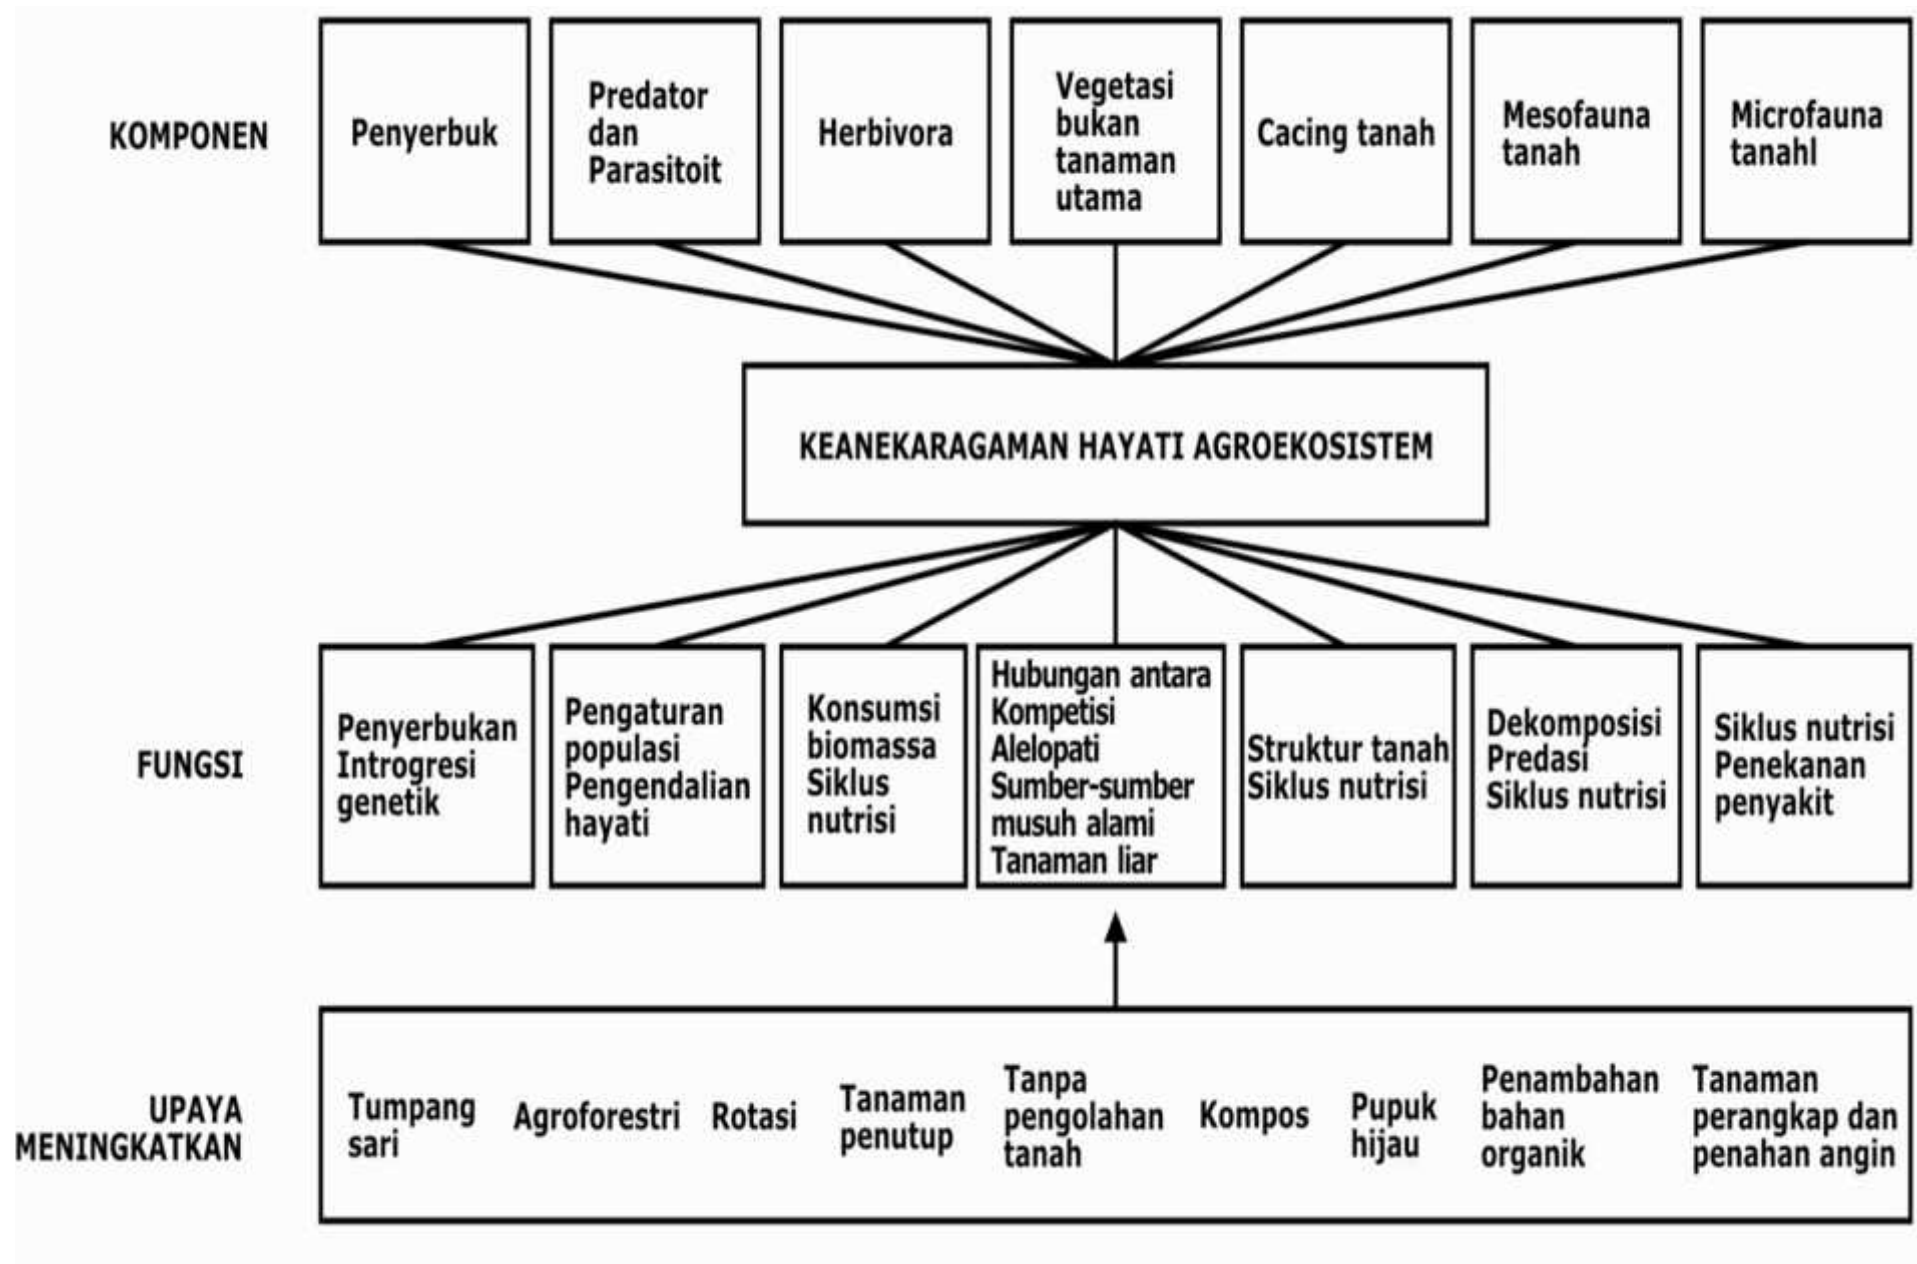 KOMPONEN
Penyerbuk
Predator
dan
Parasitoit
Herbivora
Vegetasi
bukan
tanaman
utama
Cacing tanah
Mesofauna
tanah
Microfauna
tanahl
KEANEKARAGAMAN HAYATI AGROEKOSISTEM
FUNGSI
Penyerbukan
Introgresi
genetik
Pengaturan
populasi
Pengendalian
hayati
Konsumsi
biomassa
Siklus
nutrisi
Hubungan antara
Kompetisi
Alelopati
Sumber-sumber
musuh alami
Tanaman liar
Struktur tanah
Siklus nutrisi
Dekomposisi
Predasi
Siklus nutrisi
Siklus nutrisi
Penekanan
penyakit
UPAYA
MENINGKATKAN
Tumpang
sari
Agroforestri
Rotasi
Tanaman
penutup
Tanpa
pengolahan
tanah
Kompos
Pupuk
hijau
Penambahan
bahan
organik
Tanaman
perangkap dan
penahan angin